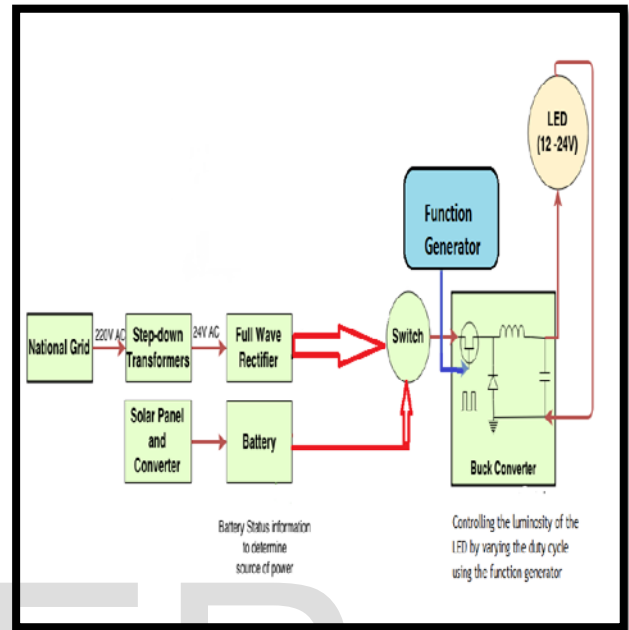 LED
(12 -24V)
Function
Generator
National Grid
220V AC
Step-down
Transformers
24V AC
Full Wave
Rectifier
Switch
Solar Panel
and
Converter
Battery
Buck Converter
Battery Status information
to determine
source of power
Controlling the luminosity of the
LED by varying the duty cycle
using the function generator